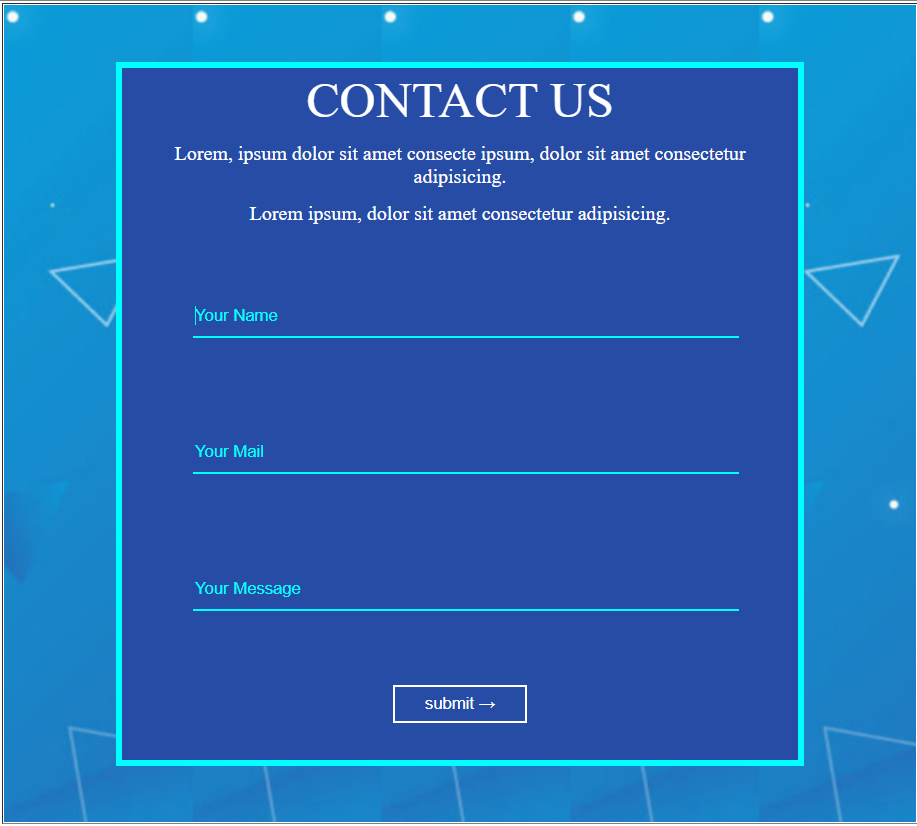 CONTACT US
Lorem, ipsum dolor sit amet consecte ipsum, dolor sit amet consectetur
adipisicing.
Lorem ipsum, dolor sit amet consectetur adipisicing.
Your Name
Your Mail
Your Message
submit →